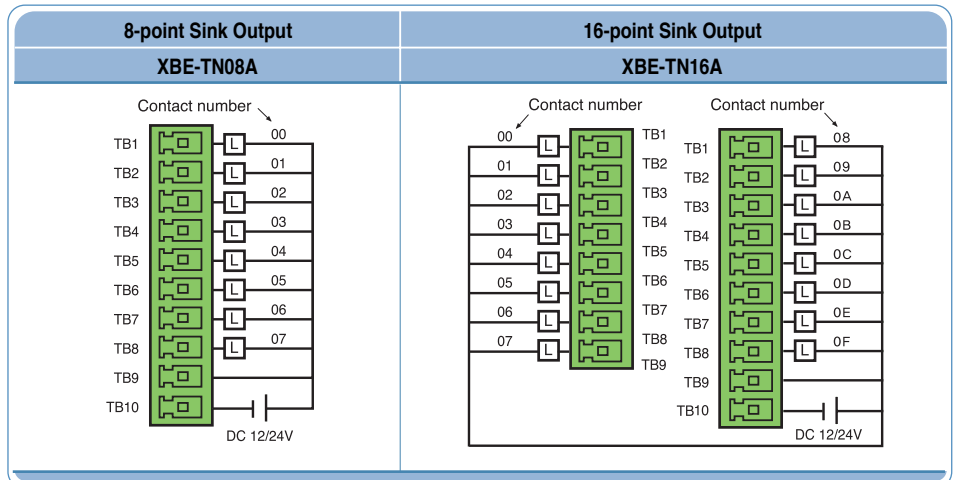 8-point Sink Output
16-point Sink Output
XBE-TN08A
XBE-TN16A
Contact number
TB1 L 00
TB2 L 01
TB3 L 02
TB4 L 03
TB5 L 04
TB6 L 05
TB7 L 06
TB8 L 07
TB9
TB10
DC 12/24V
Contact number
00 L TB1
01 L TB2
02 L TB3
03 L TB4
04 L TB5
05 L TB6
06 L TB7
07 L TB8
TB9
Contact number
TB1 L 08
TB2 L 09
TB3 L 0A
TB4 L 0B
TB5 L 0C
TB6 L 0D
TB7 L 0E
TB8 L 0F
TB9
TB10
DC 12/24V